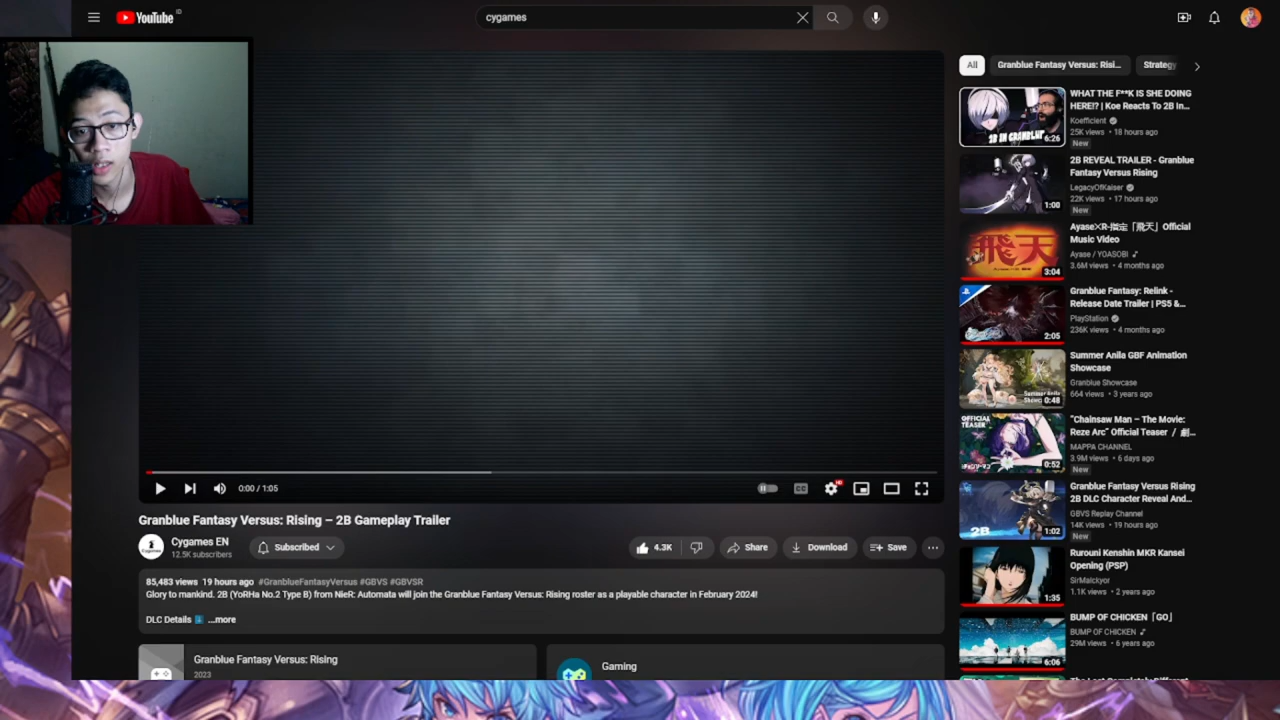 YouTube ID
cygames
All
Granblue Fantasy Versus: Risi...
Strategy
WHAT THE F**K IS SHE DOING
HERE!? | Koe Reacts To 2B In...
Koefficient
25K views • 18 hours ago
New
2B IN GRANBLUE
6:26
2B REVEAL TRAILER - Granblue
Fantasy Versus Rising
LegacyOfKaiser
22K views • 17 hours ago
New
1:00
Ayase✕R-指定「飛天」Official
Music Video
Ayase / YOASOBI
3.6M views • 4 months ago
飛天
3:04
Granblue Fantasy: Relink -
Release Date Trailer | PS5 &...
PlayStation
236K views • 4 months ago
2:05
Summer Anila GBF Animation
Showcase
Granblue Showcase
664 views • 3 years ago
Summer Anila
0:48
"Chainsaw Man – The Movie:
Reze Arc" Official Teaser / 劇...
MAPPA CHANNEL
3.9M views • 6 days ago
New
OFFICIAL
TEASER
0:52
Granblue Fantasy Versus Rising
2B DLC Character Reveal And...
GBVS Replay Channel
14K views • 19 hours ago
New
2B
1:02
Rurouni Kenshin MKR Kansei
Opening (PSP)
SirMalckyor
1.1K views • 2 years ago
1:35
BUMP OF CHICKEN「GO」
BUMP OF CHICKEN
29M views • 6 years ago
6:06
0:00 / 1:05
CC
HD
Granblue Fantasy Versus: Rising – 2B Gameplay Trailer
Cygames
Cygames EN
12.5K subscribers
Subscribed
4.3K
Share
Download
Save
85,483 views 19 hours ago #GranblueFantasyVersus #GBVS #GBVSR
Glory to mankind. 2B (YoRHa No.2 Type B) from NieR: Automata will join the Granblue Fantasy Versus: Rising roster as a playable character in February 2024!
DLC Details ...more
Granblue Fantasy Versus: Rising
2023
Gaming